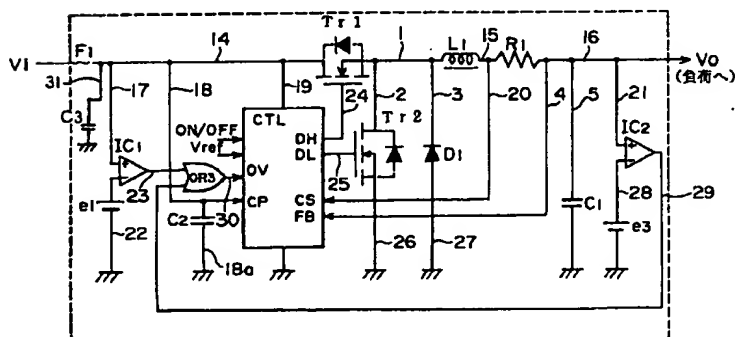 Tr1
Vi
F1
14
1
L1
15
R1
16
Vo
(負荷へ)
31
17
18
19
24
2
3
20
4
5
21
C3
IC1
ON/OFF
Vref
CTL
DH
DL
Tr2
IC2
OR3
OV
25
D1
23
30
CP
CS
FB
28
29
e1
22
C2
18a
26
27
C1
e3